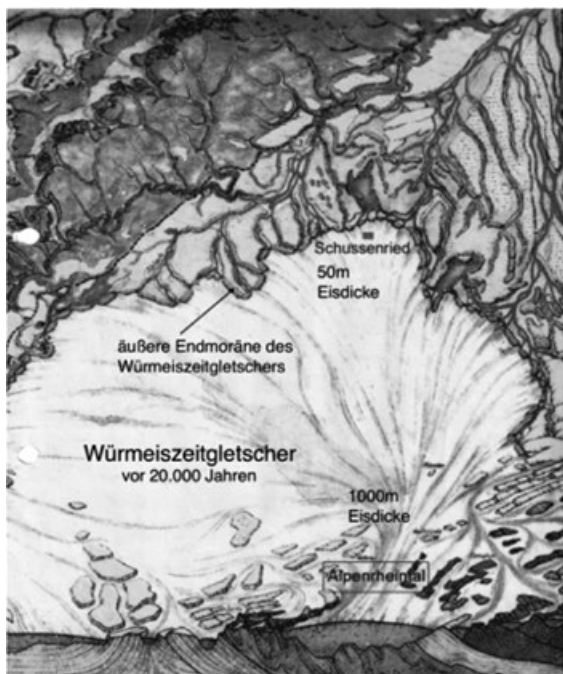 Schussenried
50m
Eisdicke
äußere Endmoräne des
Würmeiszeitgletschers
Würmeiszeitgletscher
vor 20.000 Jahren
1000m
Eisdicke
Alpenrheintal